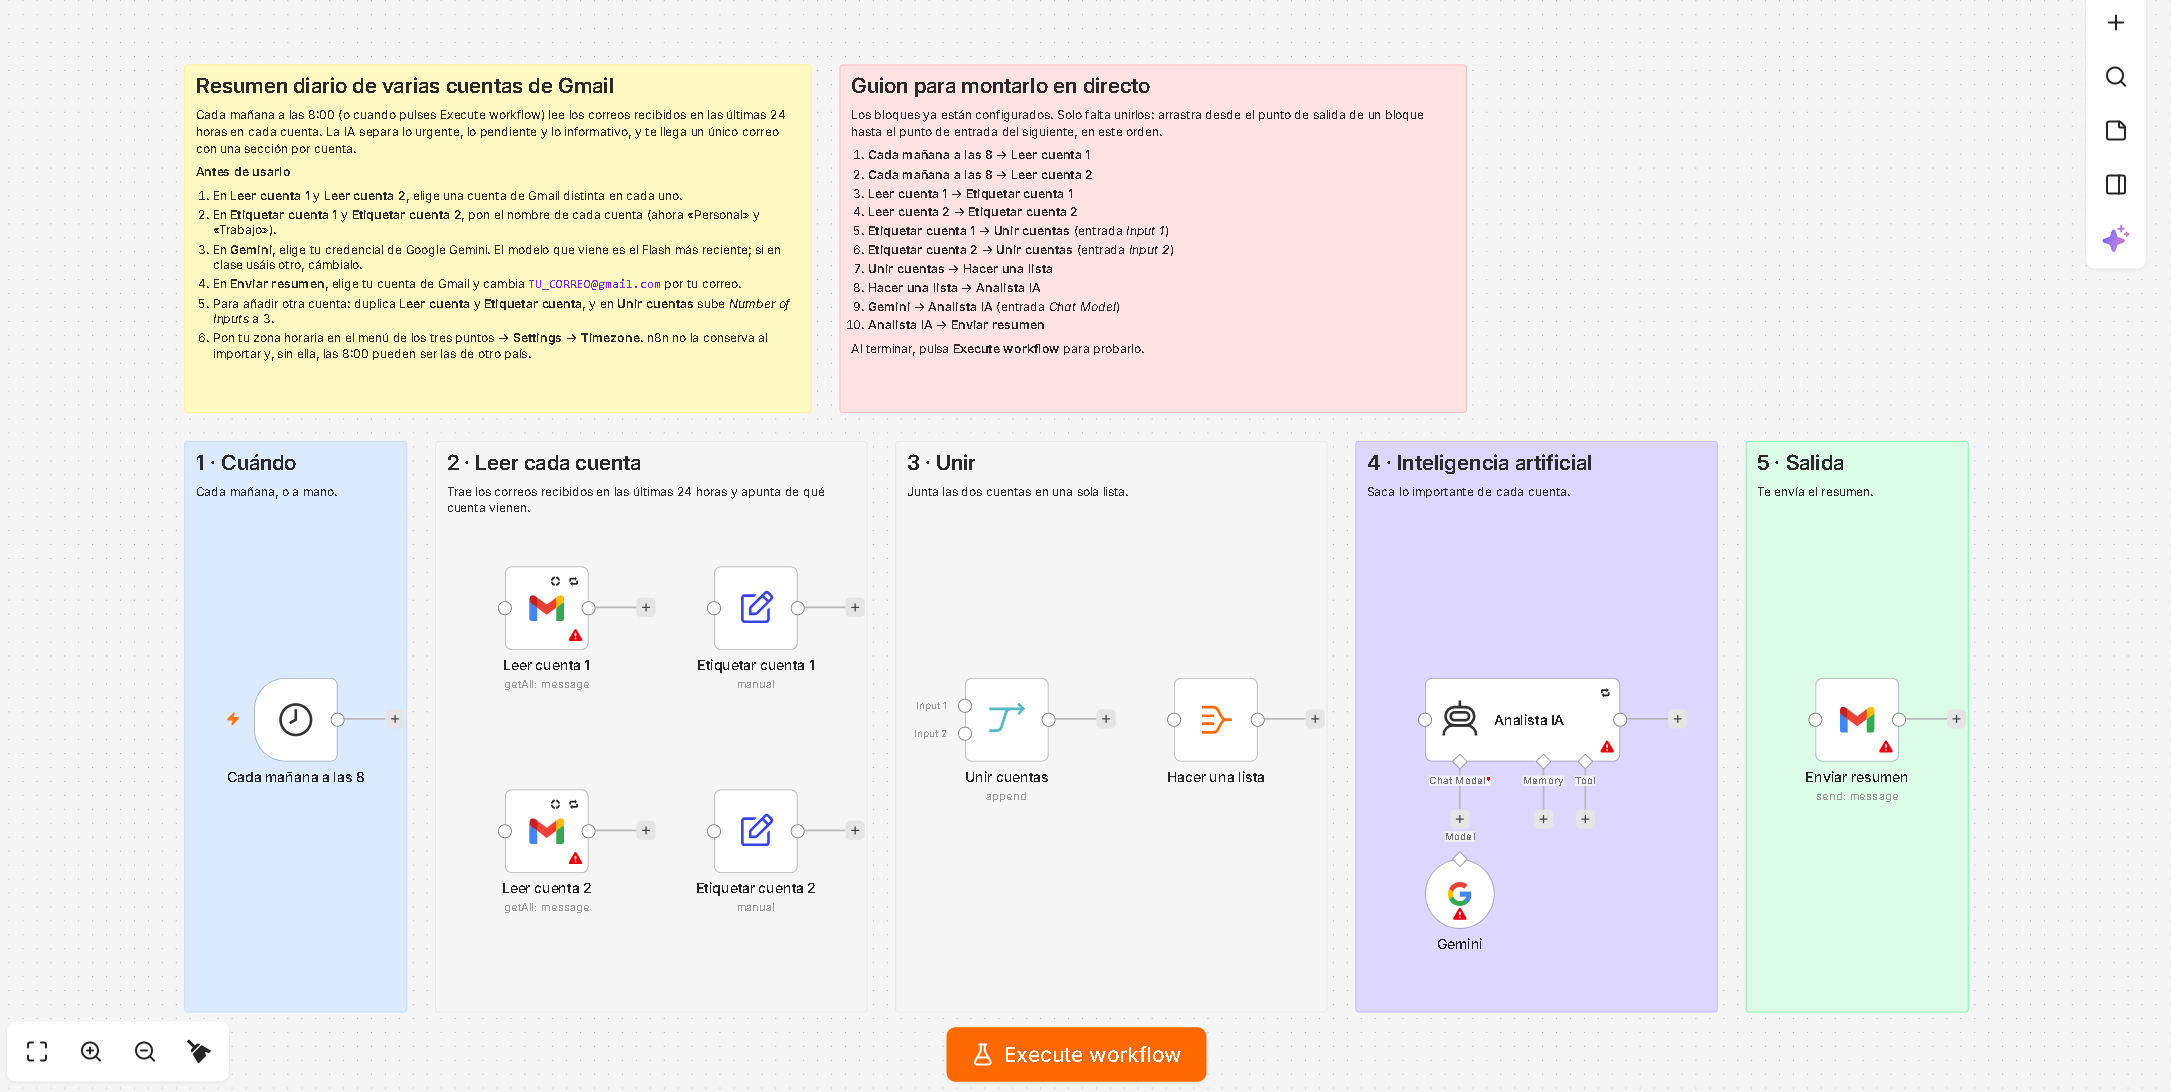 Resumen diario de varias cuentas de Gmail
Cada mañana a las 8:00 (o cuando pulses Execute workflow) lee los correos recibidos en las últimas 24
horas en cada cuenta. La IA separa lo urgente, lo pendiente y lo informativo, y te llega un único correo
con una sección por cuenta.
Antes de usarlo
1. En Leer cuenta 1 y Leer cuenta 2, elige una cuenta de Gmail distinta en cada uno.
2. En Etiquetar cuenta 1 y Etiquetar cuenta 2, pon el nombre de cada cuenta (ahora «Personal» y
«Trabajo»).
3. En Gemini, elige tu credencial de Google Gemini. El modelo que viene es el Flash más reciente; si en
clase usáis otro, cámbialo.
4. En Enviar resumen, elige tu cuenta de Gmail y cambia TU_CORREO@gmail.com por tu correo.
5. Para añadir otra cuenta: duplica Leer cuenta y Etiquetar cuenta, y en Unir cuentas sube Number of
Inputs a 3.
6. Pon tu zona horaria en el menú de los tres puntos → Settings → Timezone. n8n no la conserva al
importar y, sin ella, las 8:00 pueden ser las de otro país.
Guion para montarlo en directo
Los bloques ya están configurados. Solo falta unirlos: arrastra desde el punto de salida de un bloque
hasta el punto de entrada del siguiente, en este orden.
1. Cada mañana a las 8 → Leer cuenta 1
2. Cada mañana a las 8 → Leer cuenta 2
3. Leer cuenta 1 → Etiquetar cuenta 1
4. Leer cuenta 2 → Etiquetar cuenta 2
5. Etiquetar cuenta 1 → Unir cuentas (entrada Input 1)
6. Etiquetar cuenta 2 → Unir cuentas (entrada Input 2)
7. Unir cuentas → Hacer una lista
8. Hacer una lista → Analista IA
9. Gemini → Analista IA (entrada Chat Model)
10. Analista IA → Enviar resumen
Al terminar, pulsa Execute workflow para probarlo.
1 · Cuándo
Cada mañana, o a mano.
Cada mañana a las 8
2 · Leer cada cuenta
Trae los correos recibidos en las últimas 24 horas y apunta de qué
cuenta vienen.
Leer cuenta 1
getAll: message
Etiquetar cuenta 1
manual
Leer cuenta 2
getAll: message
Etiquetar cuenta 2
manual
3 · Unir
Junta las dos cuentas en una sola lista.
Input 1
Input 2
Unir cuentas
append
Hacer una lista
4 · Inteligencia artificial
Saca lo importante de cada cuenta.
Analista IA
Chat Model*
Memory
Tool
Model
Gemini
5 · Salida
Te envía el resumen.
Enviar resumen
send: message
Execute workflow